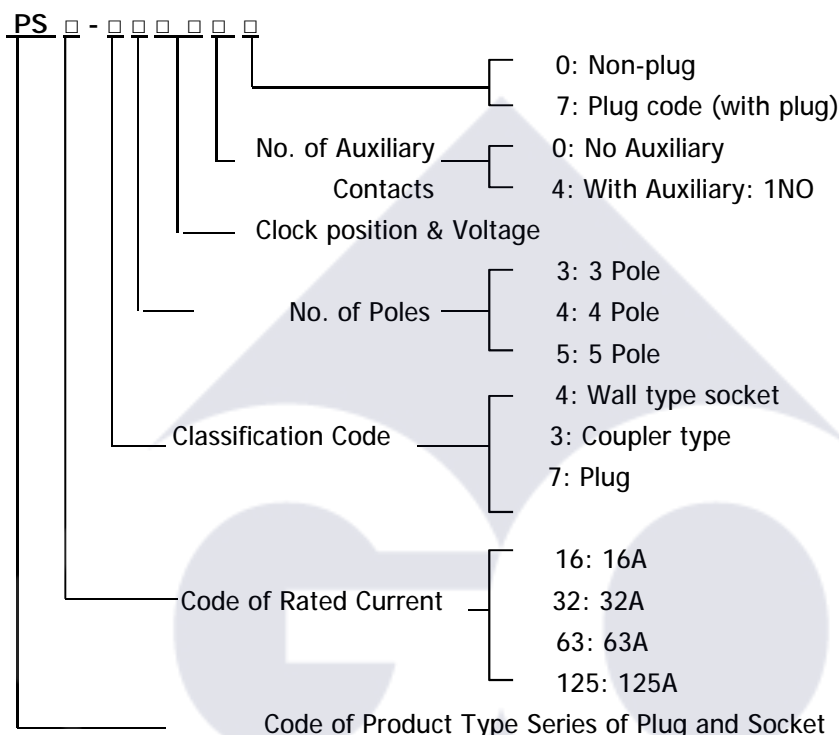 PS □ - □ □ □ □ □ □
0: Non-plug
7: Plug code (with plug)
No. of Auxiliary 0: No Auxiliary
Contacts 4: With Auxiliary: 1NO
Clock position & Voltage
3: 3 Pole
No. of Poles 4: 4 Pole
5: 5 Pole
4: Wall type socket
Classification Code 3: Coupler type
7: Plug
16: 16A
Code of Rated Current 32: 32A
63: 63A
125: 125A
Code of Product Type Series of Plug and Socket